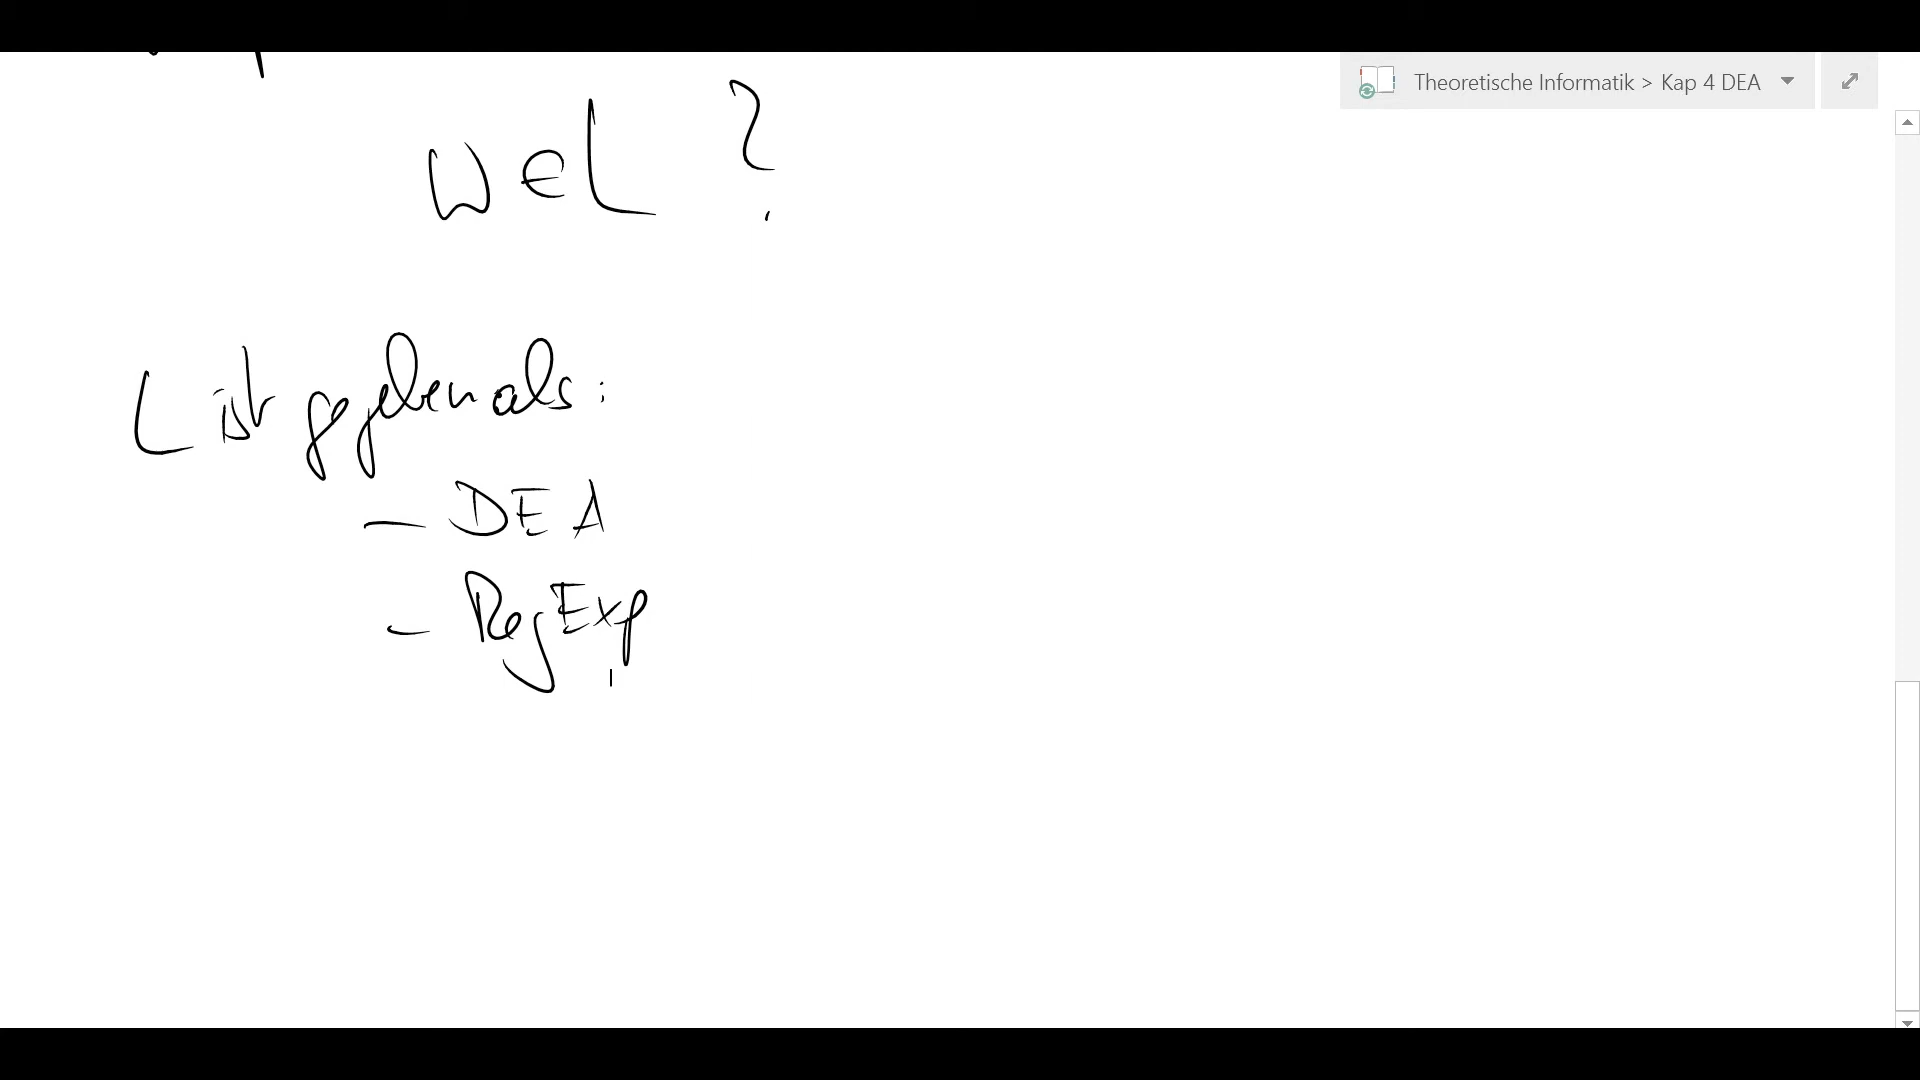 Theoretische Informatik > Kap 4 DEA
w ∈ L ?
L ist gegeben als:
- DEA
- RegExp